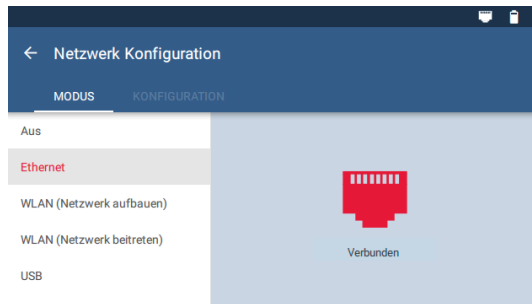 Netzwerk Konfiguration
MODUS KONFIGURATION
Aus
Ethernet
WLAN (Netzwerk aufbauen)
WLAN (Netzwerk beitreten)
USB
Verbunden